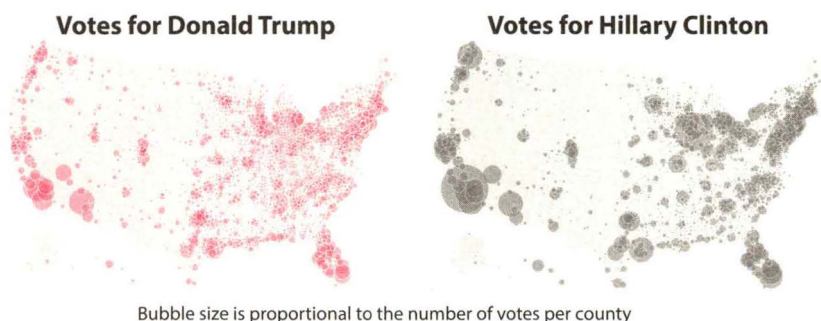 Votes for Donald Trump
Votes for Hillary Clinton
Bubble size is proportional to the number of votes per county